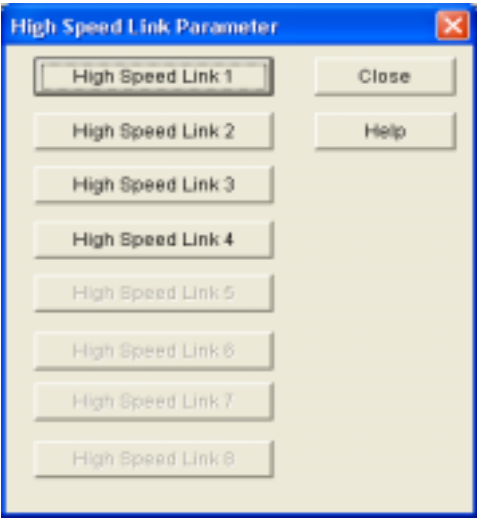 High Speed Link Parameter
High Speed Link 1
Close
High Speed Link 2
Help
High Speed Link 3
High Speed Link 4
High Speed Link 5
High Speed Link 6
High Speed Link 7
High Speed Link 8